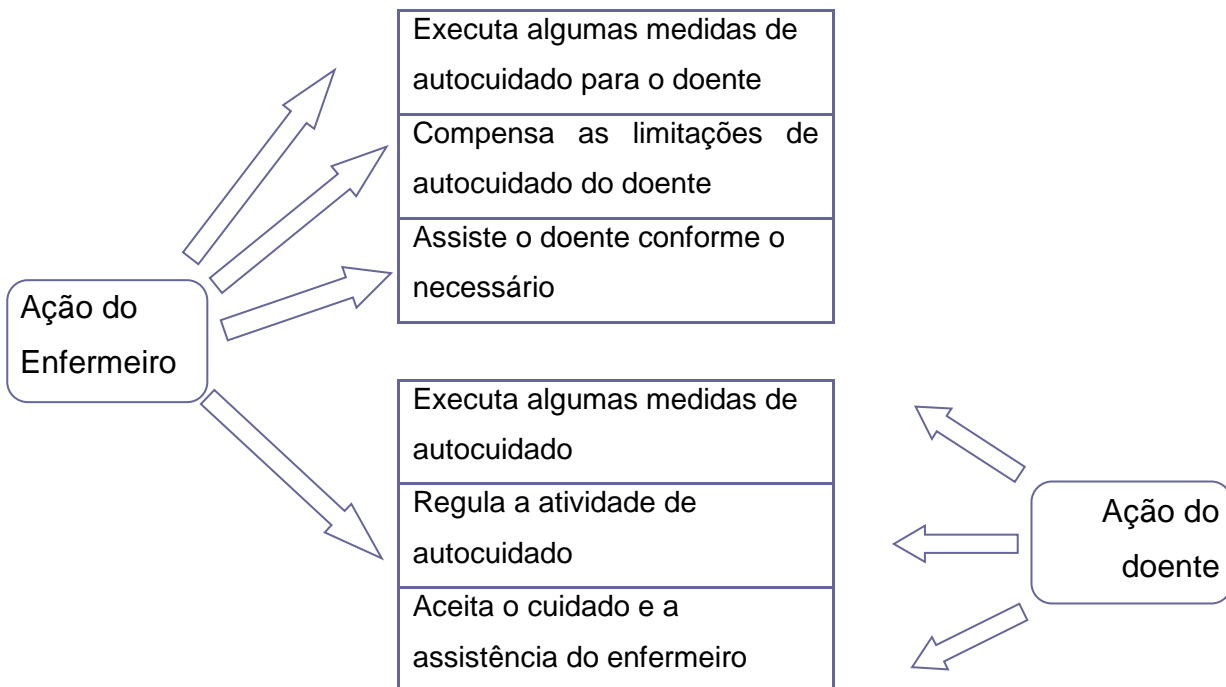 Executa algumas medidas de
autocuidado para o doente
Compensa as limitações de
autocuidado do doente
Assiste o doente conforme o
necessário
Ação do
Enfermeiro
Executa algumas medidas de
autocuidado
Regula a atividade de
autocuidado
Aceita o cuidado e a
assistência do enfermeiro
Ação do
doente